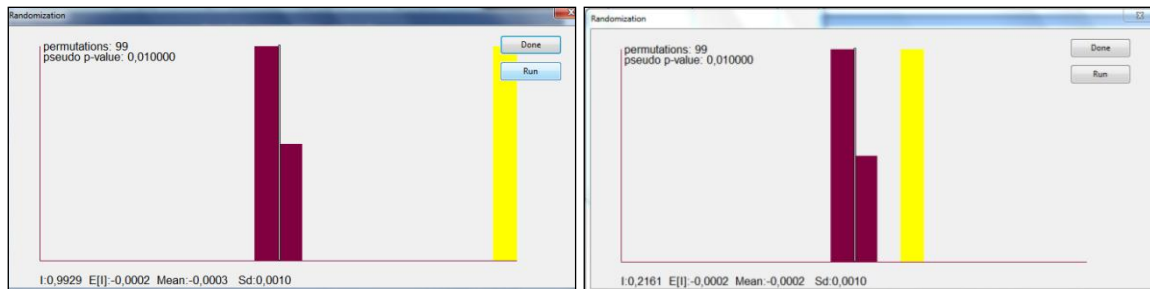 Randomization
permutations: 99
pseudo p-value: 0,010000
Done
Run
I:0,9929 E[I]:-0,0002 Mean:-0,0003 Sd:0,0010
Randomization
permutations: 99
pseudo p-value: 0,010000
Done
Run
I:0,2161 E[I]:-0,0002 Mean:-0,0002 Sd:0,0010